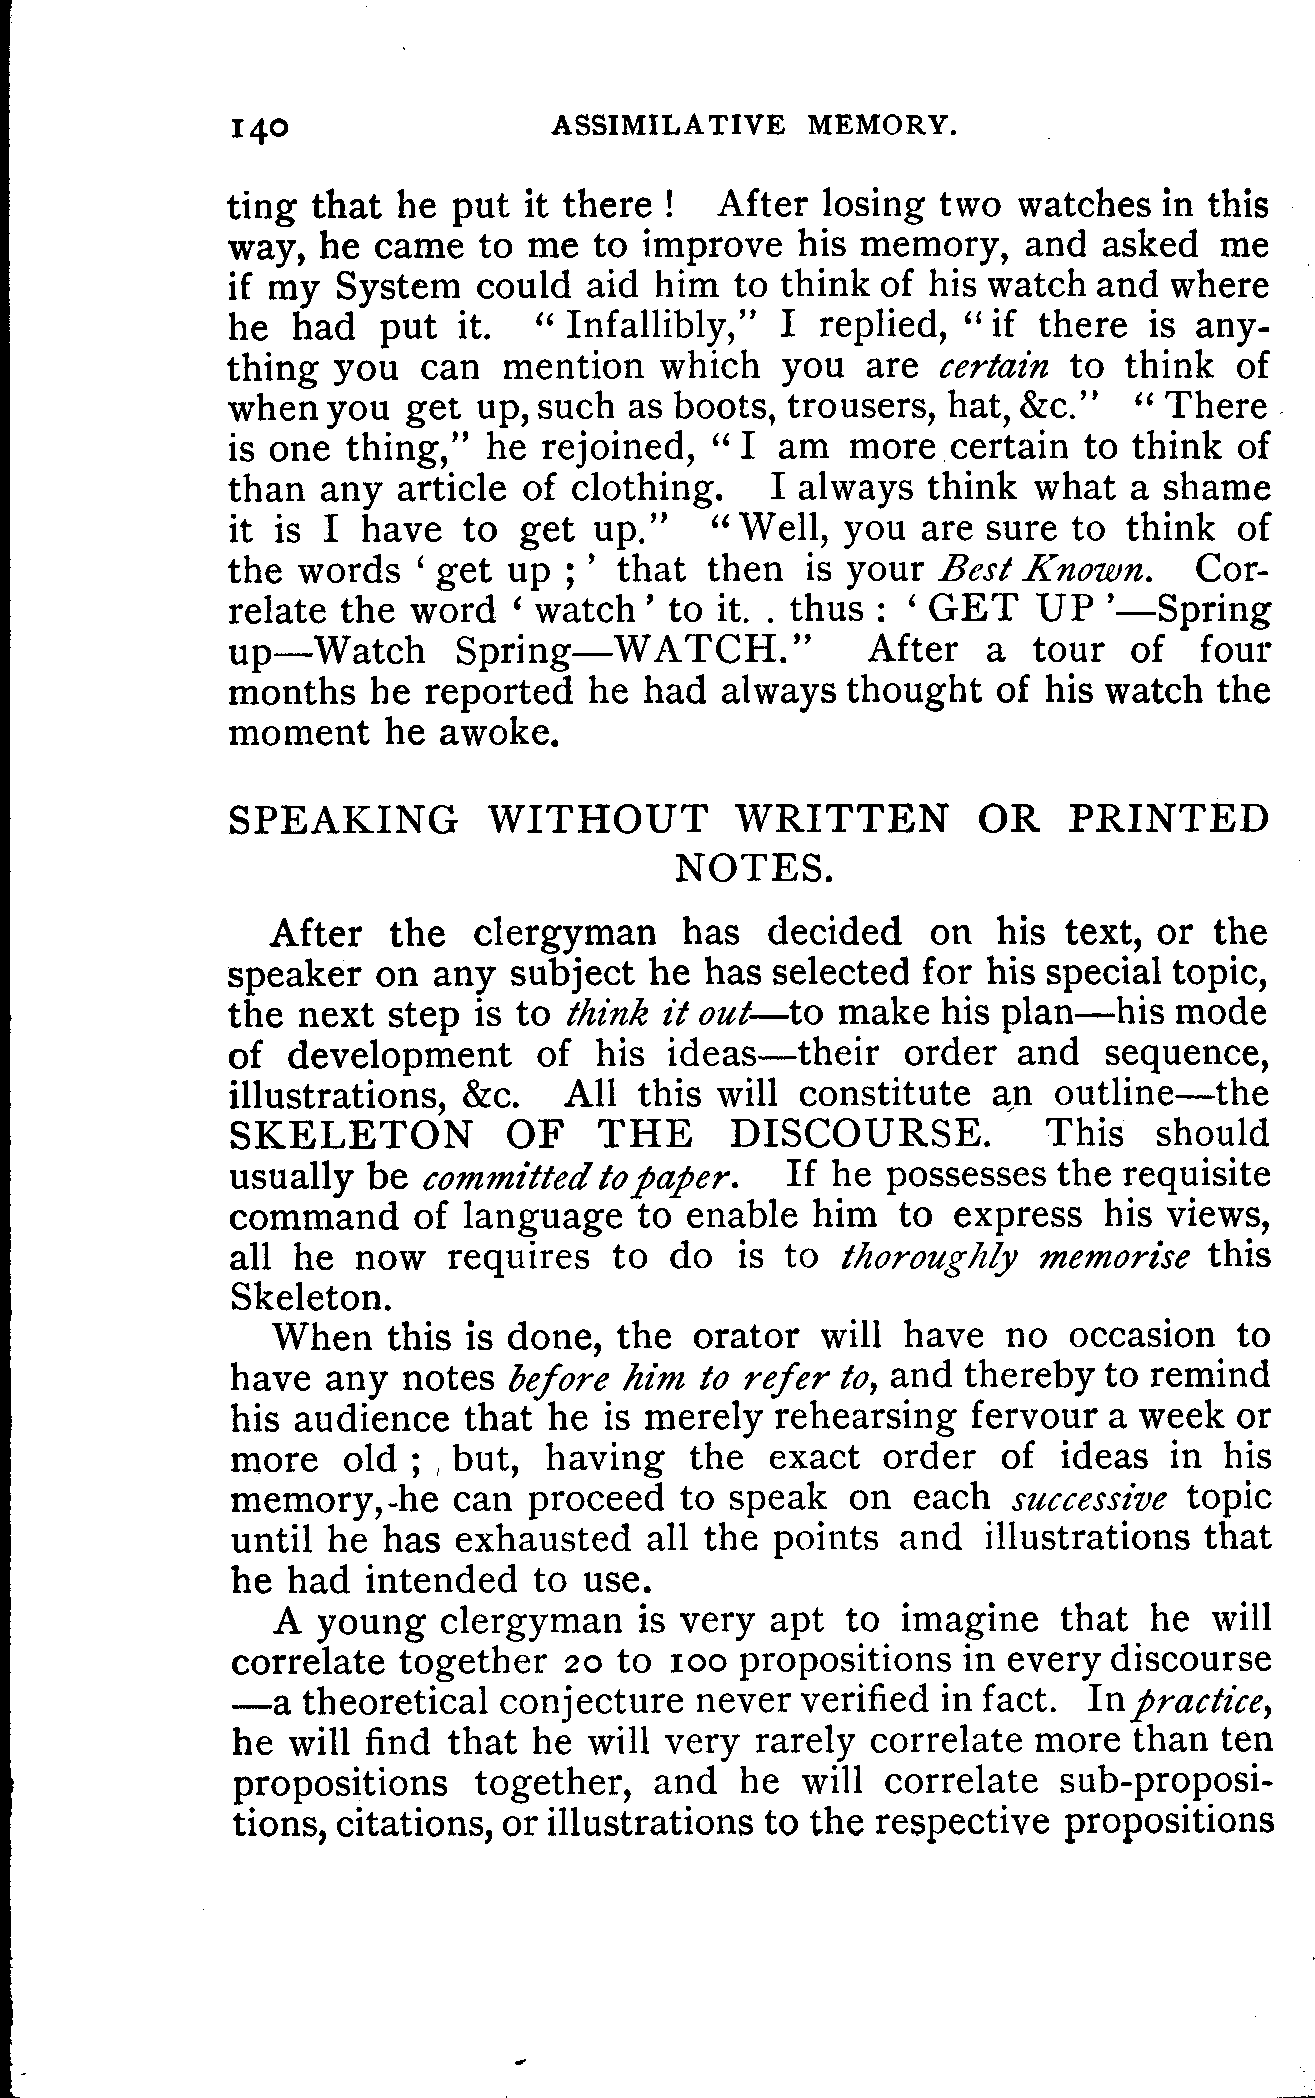 140 ASSIMILATIVE MEMORY.
ting that he put it there ! After losing two watches in this
way, he came to me to improve his memory, and asked me
if my System could aid him to think of his watch and where
he had put it. “ Infallibly,” I replied, “ if there is any-
thing you can mention which you are certain to think of
when you get up, such as boots, trousers, hat, &c.” “ There
is one thing,” he rejoined, “ I am more certain to think of
than any article of clothing. I always think what a shame
it is I have to get up.” “ Well, you are sure to think of
the words ‘ get up ; ’ that then is your Best Known. Cor-
relate the word ‘ watch ’ to it. . thus : ‘ GET UP ’—Spring
up—Watch Spring—WATCH.” After a tour of four
months he reported he had always thought of his watch the
moment he awoke.
SPEAKING WITHOUT WRITTEN OR PRINTED
NOTES.
After the clergyman has decided on his text, or the
speaker on any subject he has selected for his special topic,
the next step is to think it out—to make his plan—his mode
of development of his ideas—their order and sequence,
illustrations, &c. All this will constitute an outline—the
SKELETON OF THE DISCOURSE. This should
usually be committed to paper. If he possesses the requisite
command of language to enable him to express his views,
all he now requires to do is to thoroughly memorise this
Skeleton.
When this is done, the orator will have no occasion to
have any notes before him to refer to, and thereby to remind
his audience that he is merely rehearsing fervour a week or
more old ; but, having the exact order of ideas in his
memory, he can proceed to speak on each successive topic
until he has exhausted all the points and illustrations that
he had intended to use.
A young clergyman is very apt to imagine that he will
correlate together 20 to 100 propositions in every discourse
—a theoretical conjecture never verified in fact. In practice,
he will find that he will very rarely correlate more than ten
propositions together, and he will correlate sub-proposi-
tions, citations, or illustrations to the respective propositions